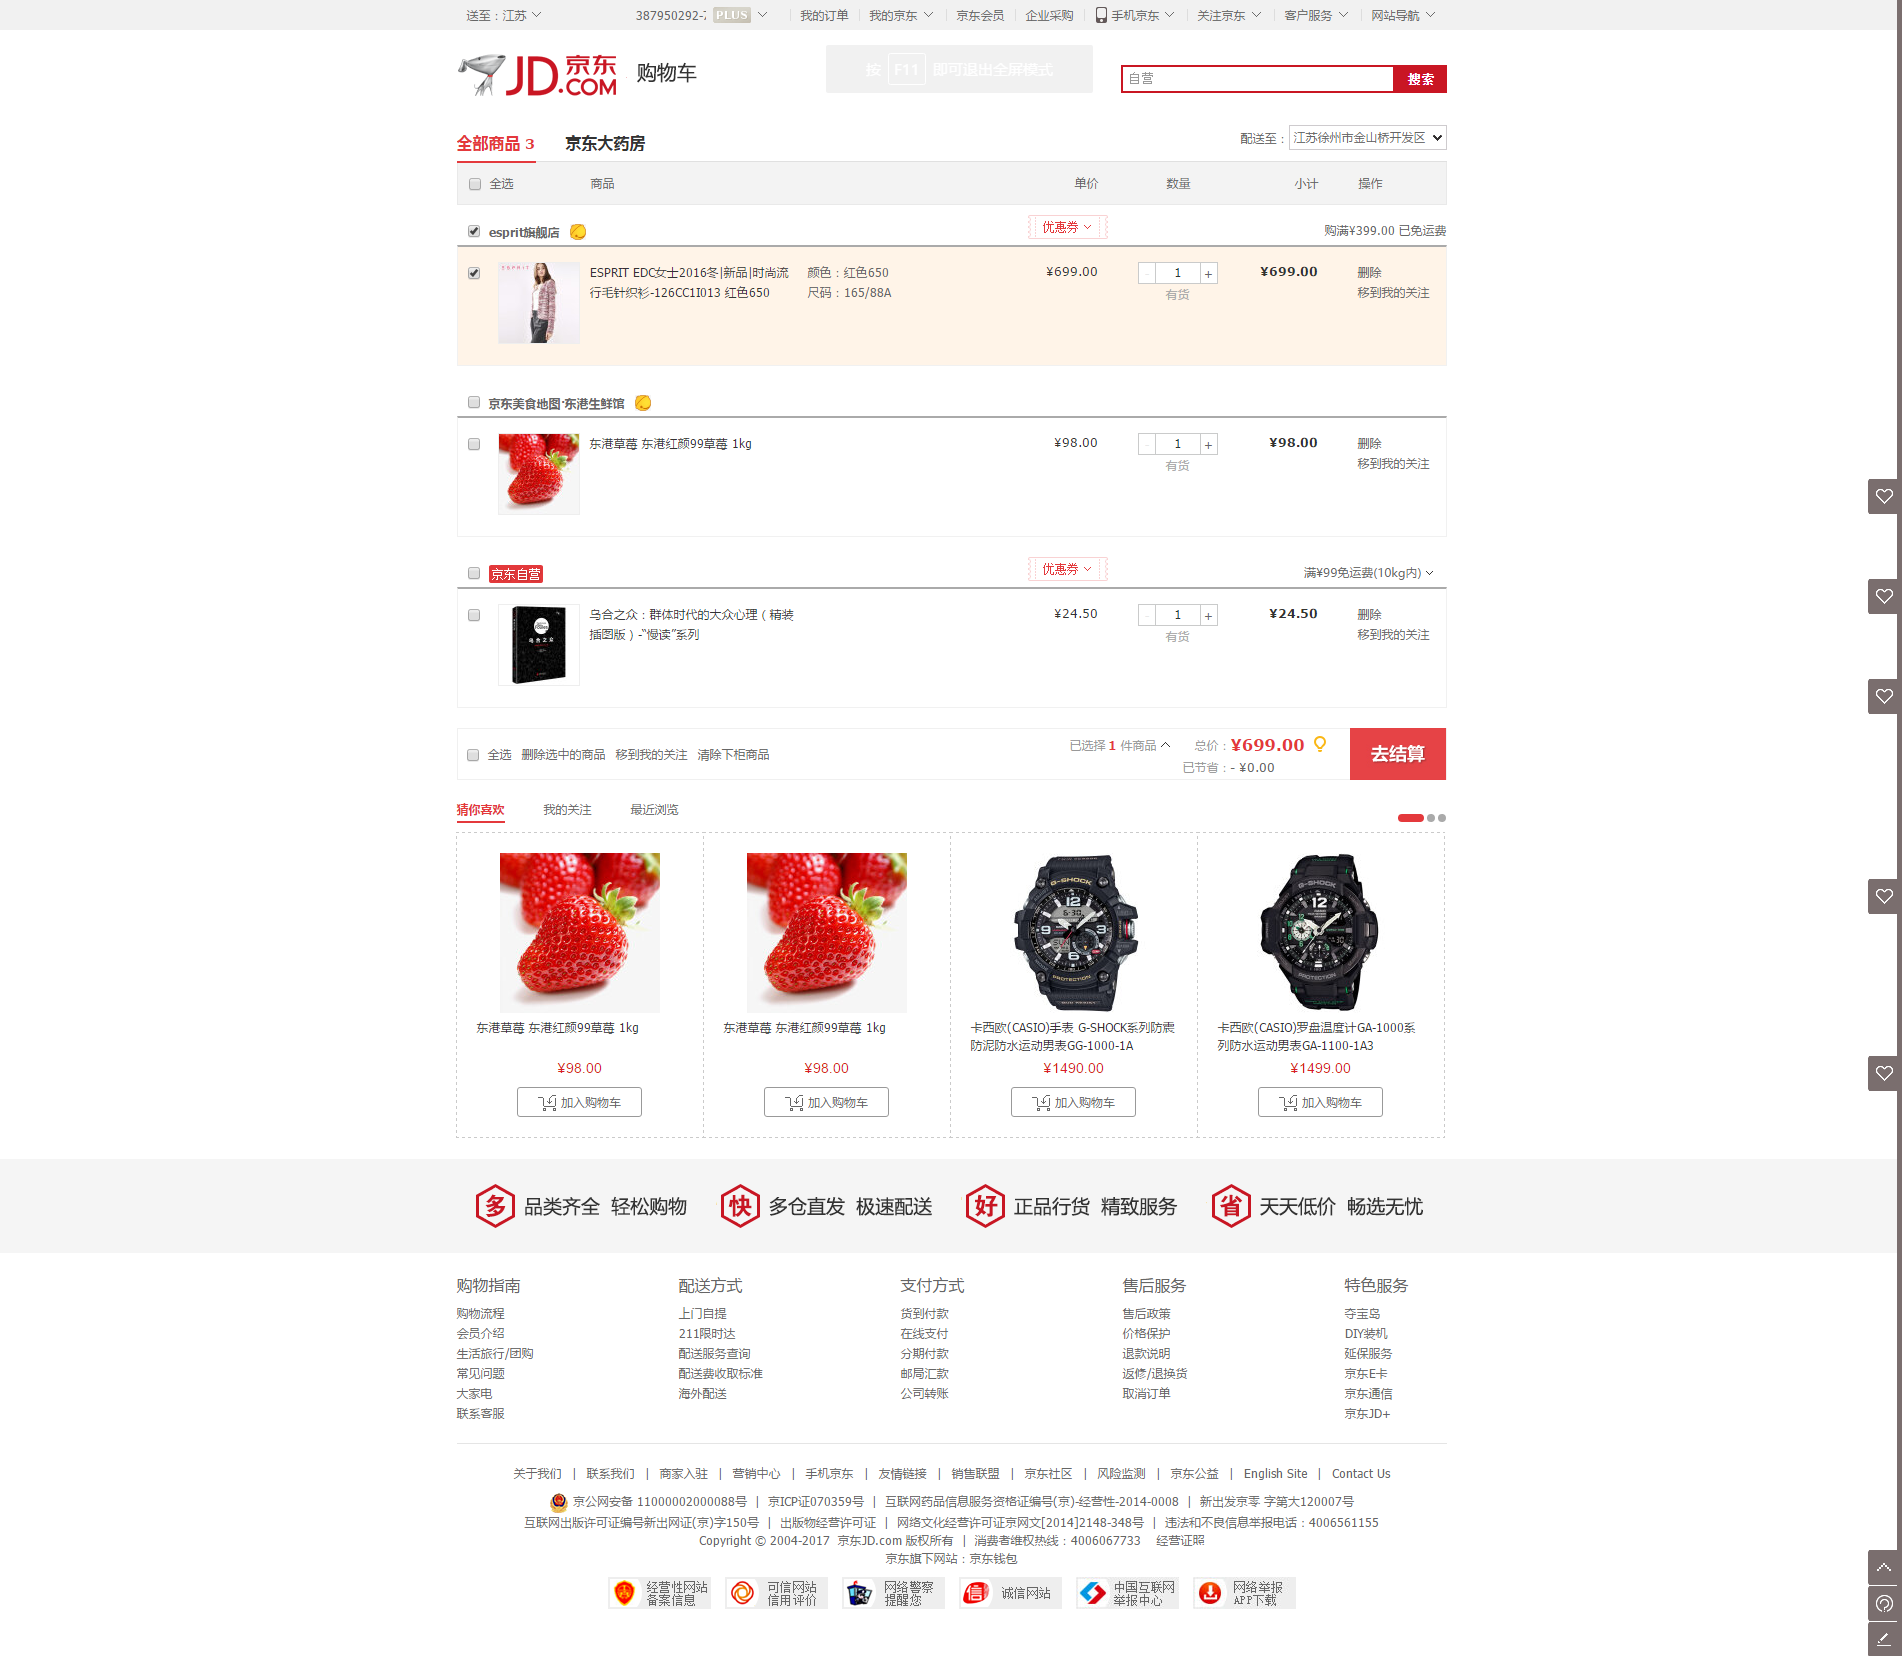 送至：江苏
387950292-7 PLUS 我的订单 我的京东 京东会员 企业采购 手机京东 关注京东 客户服务 网站导航
JD.COM 京东 购物车
按 F11 即可退出全屏模式
自营 搜索
全部商品 3 京东大药房
配送至： 江苏徐州市金山桥开发区
全选 商品 单价 数量 小计 操作
esprit旗舰店 优惠券 购满¥399.00 已免运费
ESPRIT EDC女士2016冬|新品|时尚流 颜色：红色650 ¥699.00 - 1 + ¥699.00 删除
行毛针织衫-126CC1I013 红色650 尺码：165/88A 有货 移到我的关注
京东美食地图·东港生鲜馆
东港草莓 东港红颜99草莓 1kg ¥98.00 - 1 + ¥98.00 删除
有货 移到我的关注
京东自营 优惠券 满¥99免运费(10kg内)
乌合之众：群体时代的大众心理（精装 ¥24.50 - 1 + ¥24.50 删除
插图版）-“慢读”系列 有货 移到我的关注
全选 删除选中的商品 移到我的关注 清除下柜商品 已选择 1 件商品 总价：¥699.00 去结算
已节省：- ¥0.00
猜你喜欢 我的关注 最近浏览
东港草莓 东港红颜99草莓 1kg
¥98.00
加入购物车
东港草莓 东港红颜99草莓 1kg
¥98.00
加入购物车
卡西欧(CASIO)手表 G-SHOCK系列防震
防泥防水运动男表GG-1000-1A
¥1490.00
加入购物车
卡西欧(CASIO)罗盘温度计GA-1000系
列防水运动男表GA-1100-1A3
¥1499.00
加入购物车
多 品类齐全 轻松购物 快 多仓直发 极速配送 好 正品行货 精致服务 省 天天低价 畅选无忧
购物指南
购物流程
会员介绍
生活旅行/团购
常见问题
大家电
联系客服
配送方式
上门自提
211限时达
配送服务查询
配送费收取标准
海外配送
支付方式
货到付款
在线支付
分期付款
邮局汇款
公司转账
售后服务
售后政策
价格保护
退款说明
返修/退换货
取消订单
特色服务
夺宝岛
DIY装机
延保服务
京东E卡
京东通信
京东JD+
关于我们 | 联系我们 | 商家入驻 | 营销中心 | 手机京东 | 友情链接 | 销售联盟 | 京东社区 | 风险监测 | 京东公益 | English Site | Contact Us
京公网安备 11000002000088号 | 京ICP证070359号 | 互联网药品信息服务资格证编号(京)-经营性-2014-0008 | 新出发京零 字第大120007号
互联网出版许可证编号新出网证(京)字150号 | 出版物经营许可证 | 网络文化经营许可证京网文[2014]2148-348号 | 违法和不良信息举报电话：4006561155
Copyright © 2004-2017 京东JD.com 版权所有 | 消费者维权热线：4006067733 经营证照
京东旗下网站：京东钱包
经营性网站
备案信息
可信网站
信用评价
网络警察
提醒您
诚信网站
中国互联网
举报中心
网络举报
APP下载